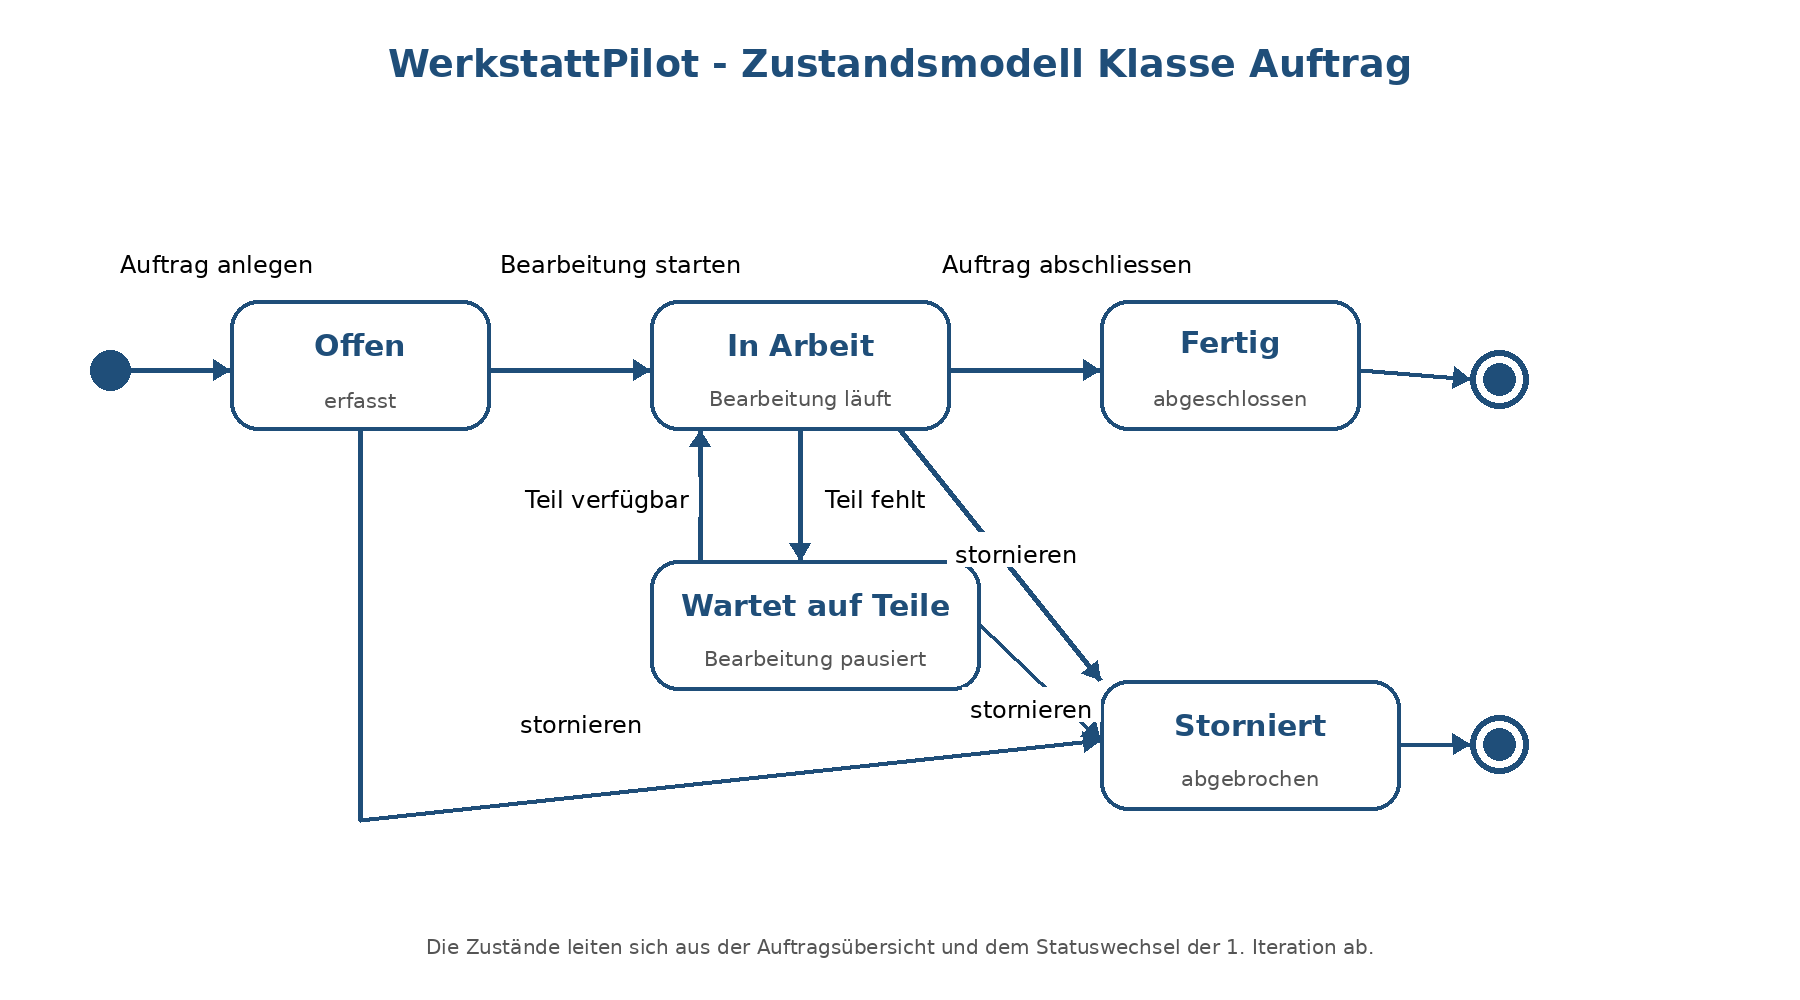 WerkstattPilot - Zustandsmodell Klasse Auftrag
Auftrag anlegen
Bearbeitung starten
Auftrag abschliessen
Offen
erfasst
In Arbeit
Bearbeitung läuft
Fertig
abgeschlossen
Teil verfügbar
Teil fehlt
stornieren
Wartet auf Teile
Bearbeitung pausiert
stornieren
stornieren
Storniert
abgebrochen
Die Zustände leiten sich aus der Auftragsübersicht und dem Statuswechsel der 1. Iteration ab.